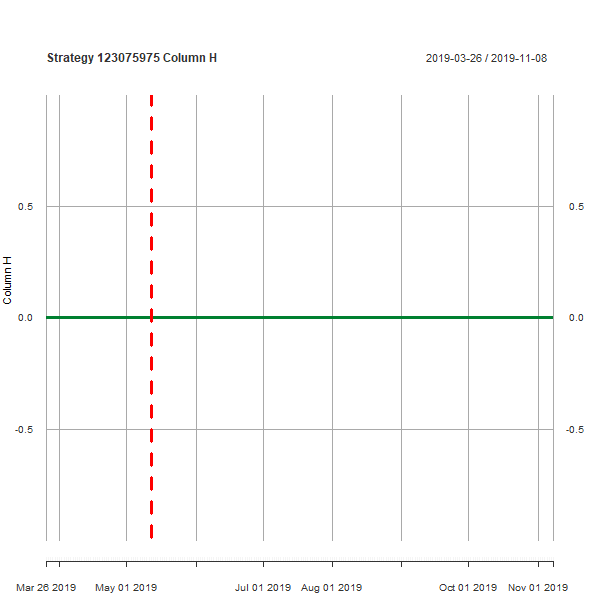 Strategy 123075975 Column H
2019-03-26 / 2019-11-08
0.5
0.5
Column H
0.0
0.0
-0.5
-0.5
Mar 26 2019
May 01 2019
Jul 01 2019
Aug 01 2019
Oct 01 2019
Nov 01 2019